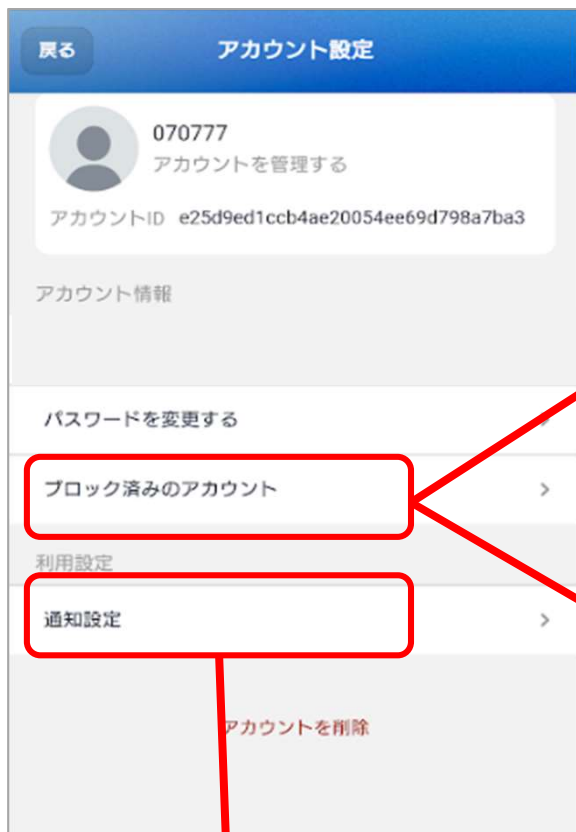 戻る アカウント設定
070777
アカウントを管理する
アカウントID e25d9ed1ccb4ae20054ee69d798a7ba3
アカウント情報
パスワードを変更する
ブロック済みのアカウント
利用設定
通知設定
アカウントを削除